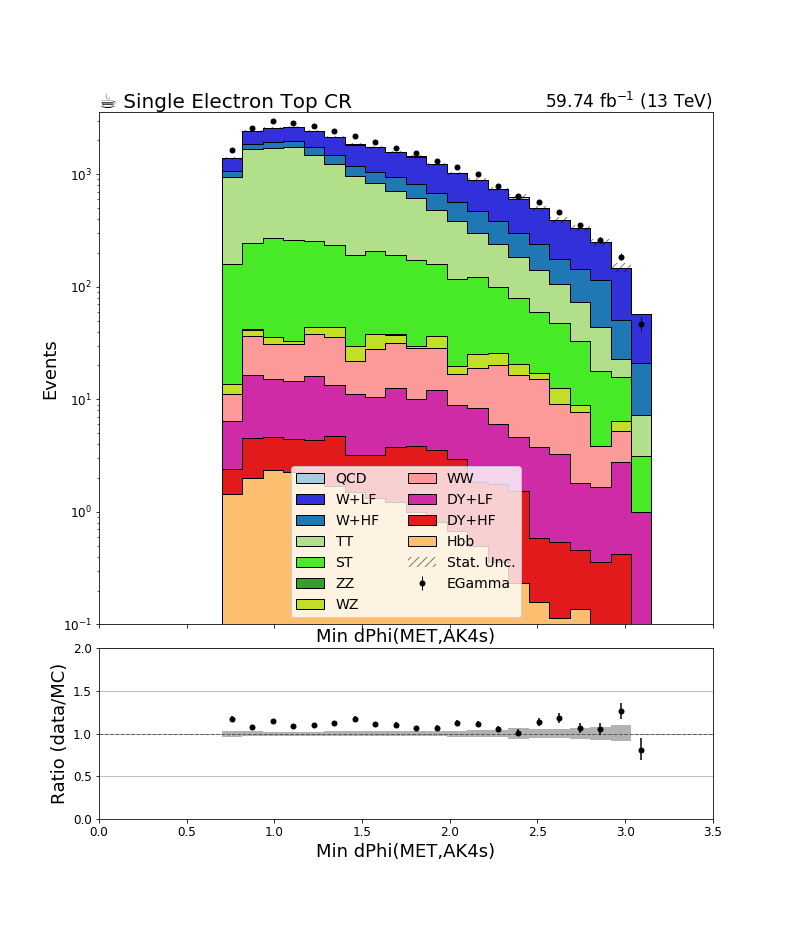 ☕ Single Electron Top CR
59.74 fb⁻¹ (13 TeV)
Events
10³
10²
10¹
10⁰
10⁻¹
QCD
W+LF
W+HF
TT
ST
ZZ
WZ
WW
DY+LF
DY+HF
Hbb
Stat. Unc.
EGamma
Min dPhi(MET,AK4s)
Ratio (data/MC)
2.0
1.5
1.0
0.5
0.0
0.0 0.5 1.0 1.5 2.0 2.5 3.0 3.5
Min dPhi(MET,AK4s)